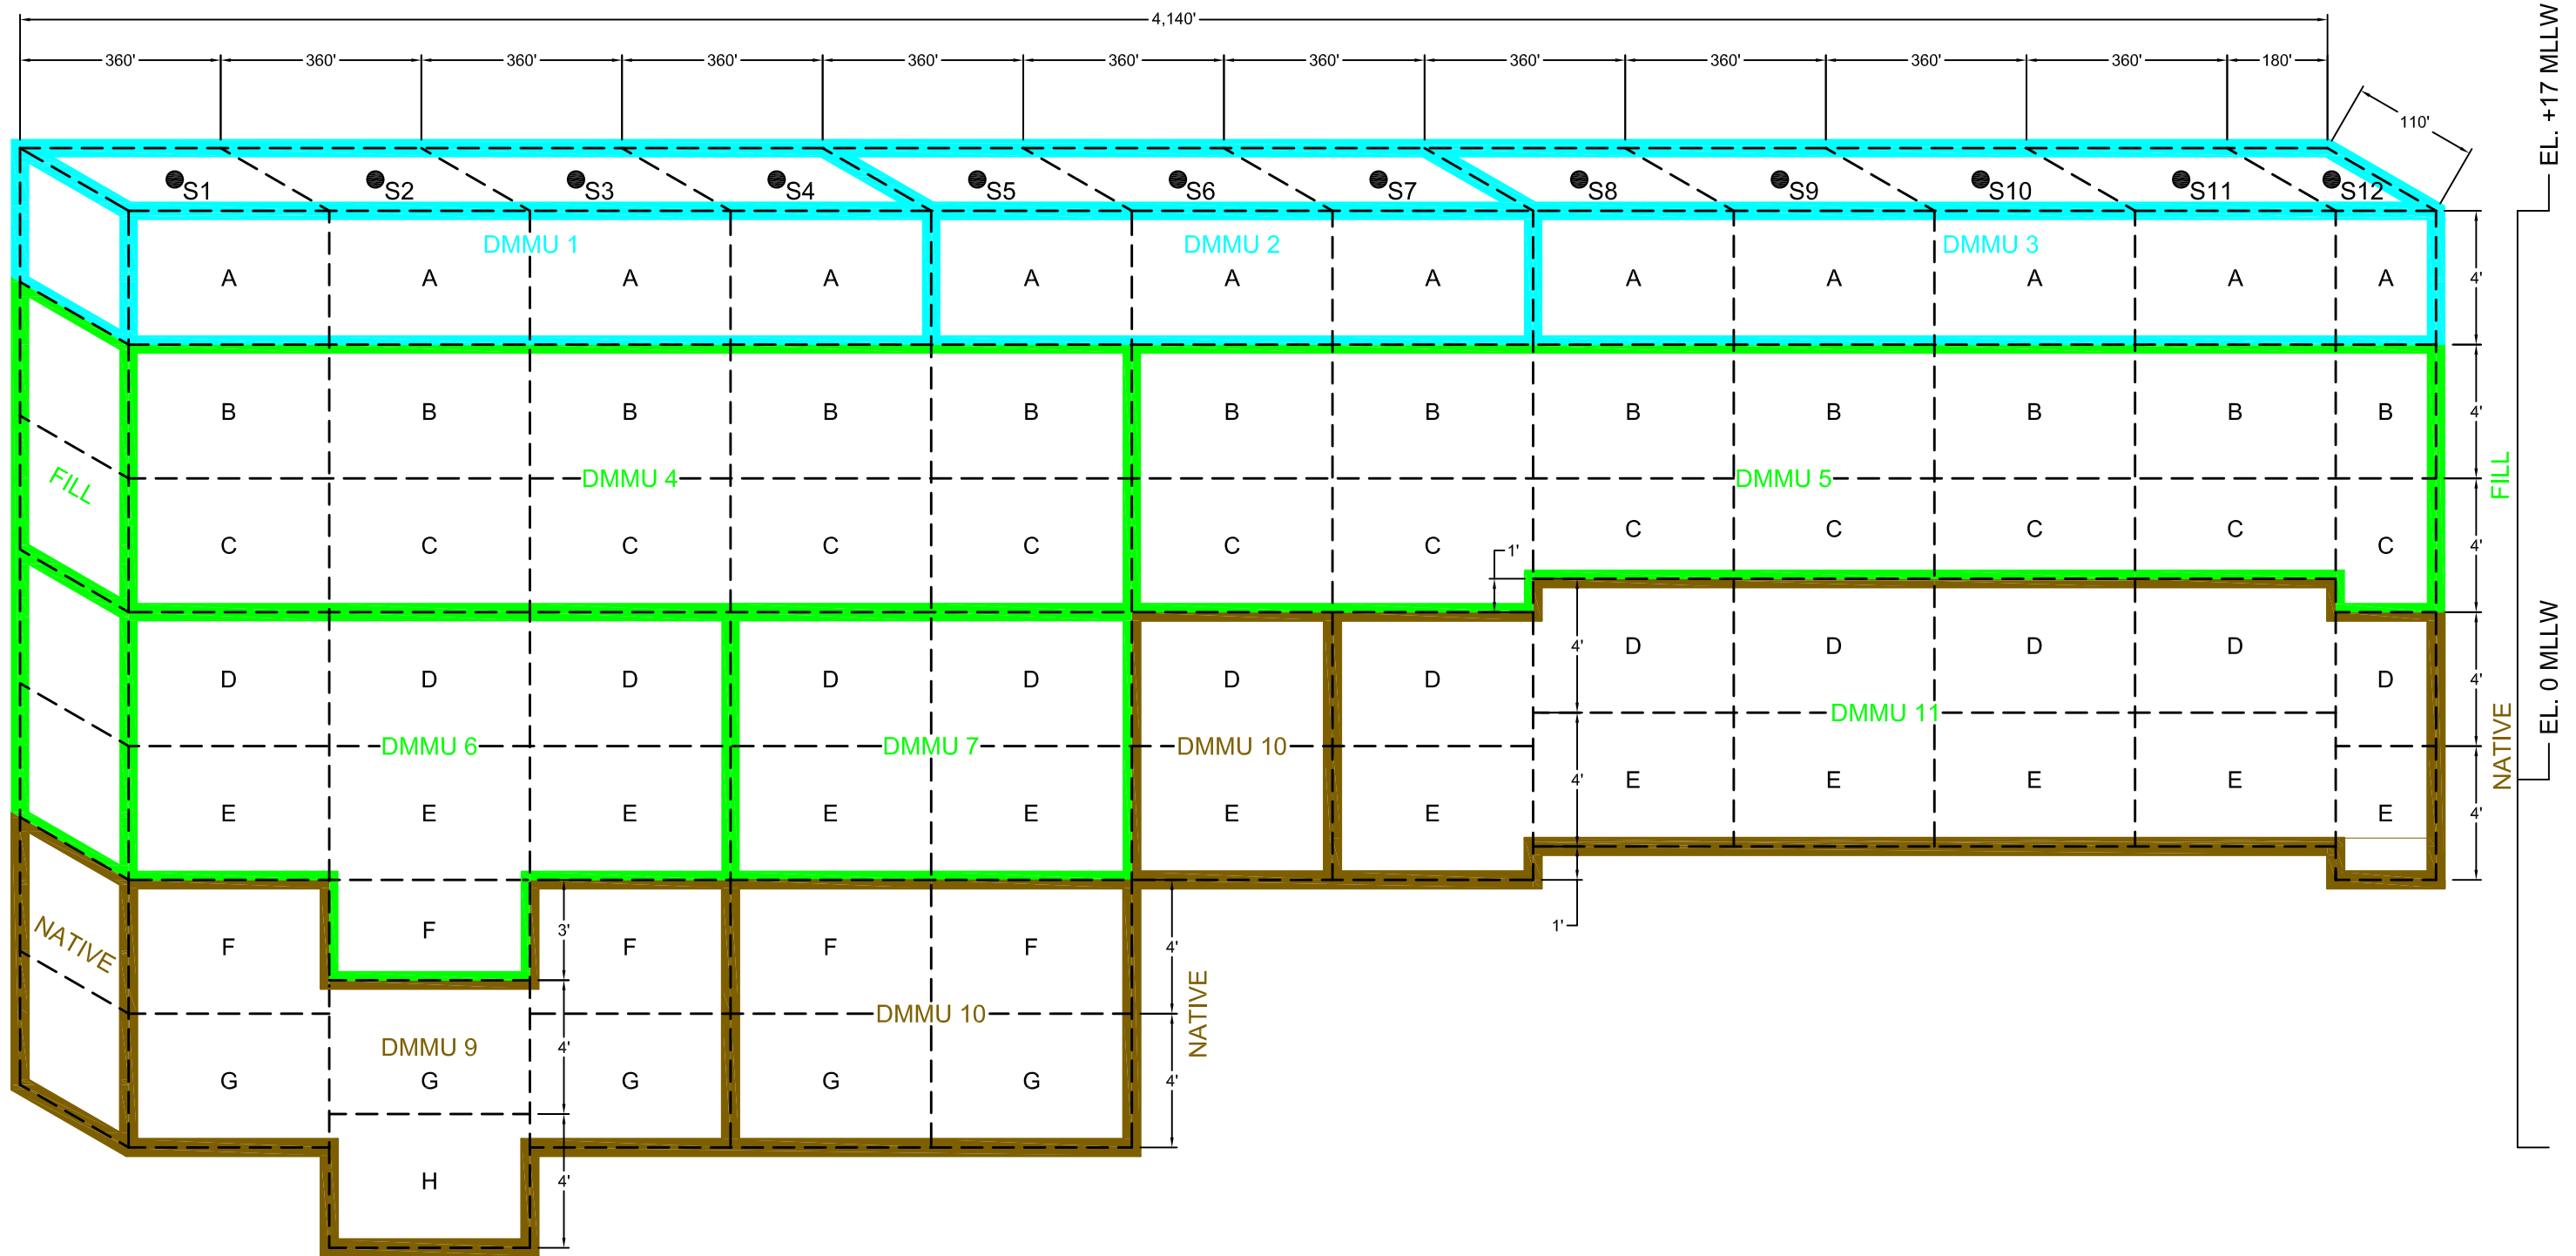 4,140'
360' 360' 360' 360' 360' 360' 360' 360' 360' 360' 360' 180'
EL. +17 MLLW
110'
S1 S2 S3 S4 S5 S6 S7 S8 S9 S10 S11 S12
DMMU 1 DMMU 2 DMMU 3
A A A A A A A A A A A A 4'
B B B B B B B B B B B B 4'
FILL DMMU 4 DMMU 5 FILL
C C C C C C C C C C C C 4'
1'
D D D D D D D D D D D D 4' 4'
EL. 0 MLLW
DMMU 6 DMMU 7 DMMU 10 DMMU 11 NATIVE
E E E E E E E 4' E E E E E 4'
NATIVE F F F F F 3' 4' 1'
DMMU 10 NATIVE
DMMU 9 4'
G G G G G 4'
H 4'